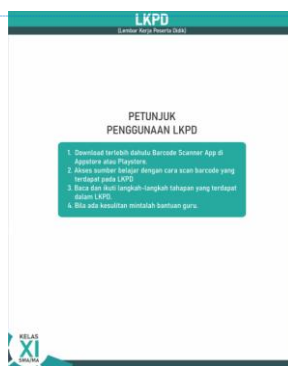 LKPD
(Lembar Kerja Peserta Didik)
PETUNJUK
PENGGUNAAN LKPD
1. Download terlebih dahulu Barcode Scanner App di
Appstore atau Playstore.
2. Akses sumber belajar dengan cara scan barcode yang
terdapat pada LKPD
3. Baca dan ikuti langkah-langkah tahapan yang terdapat
dalam LKPD.
4. Bila ada kesulitan mintalah bantuan guru.
KELAS
XI
SMA/MA